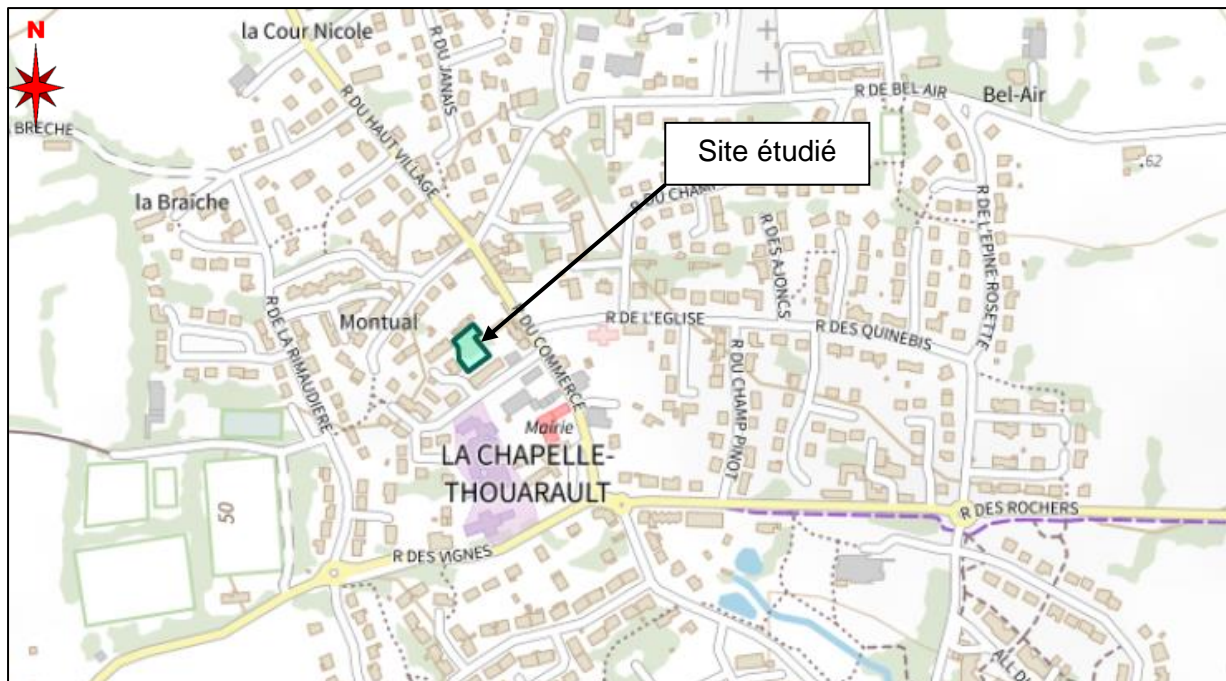 N
la Cour Nicole
R DU JANAIS
R DU HAUT VILLAGE
R DE BEL AIR
Bel-Air
BRECHE
Site étudié
62
R DU CHAMP
la Braiche
R DE L'EPINE ROSETTE
R DES AJONCS
R DE LA RIMAUDIERE
Montual
DU COMMERCE
R DE L'EGLISE
R DES QUINEBIS
R DU CHAMP PINOT
Mairie
LA CHAPELLE-
THOUARAULT
50
R DES ROCHERS
R DES VIGNES